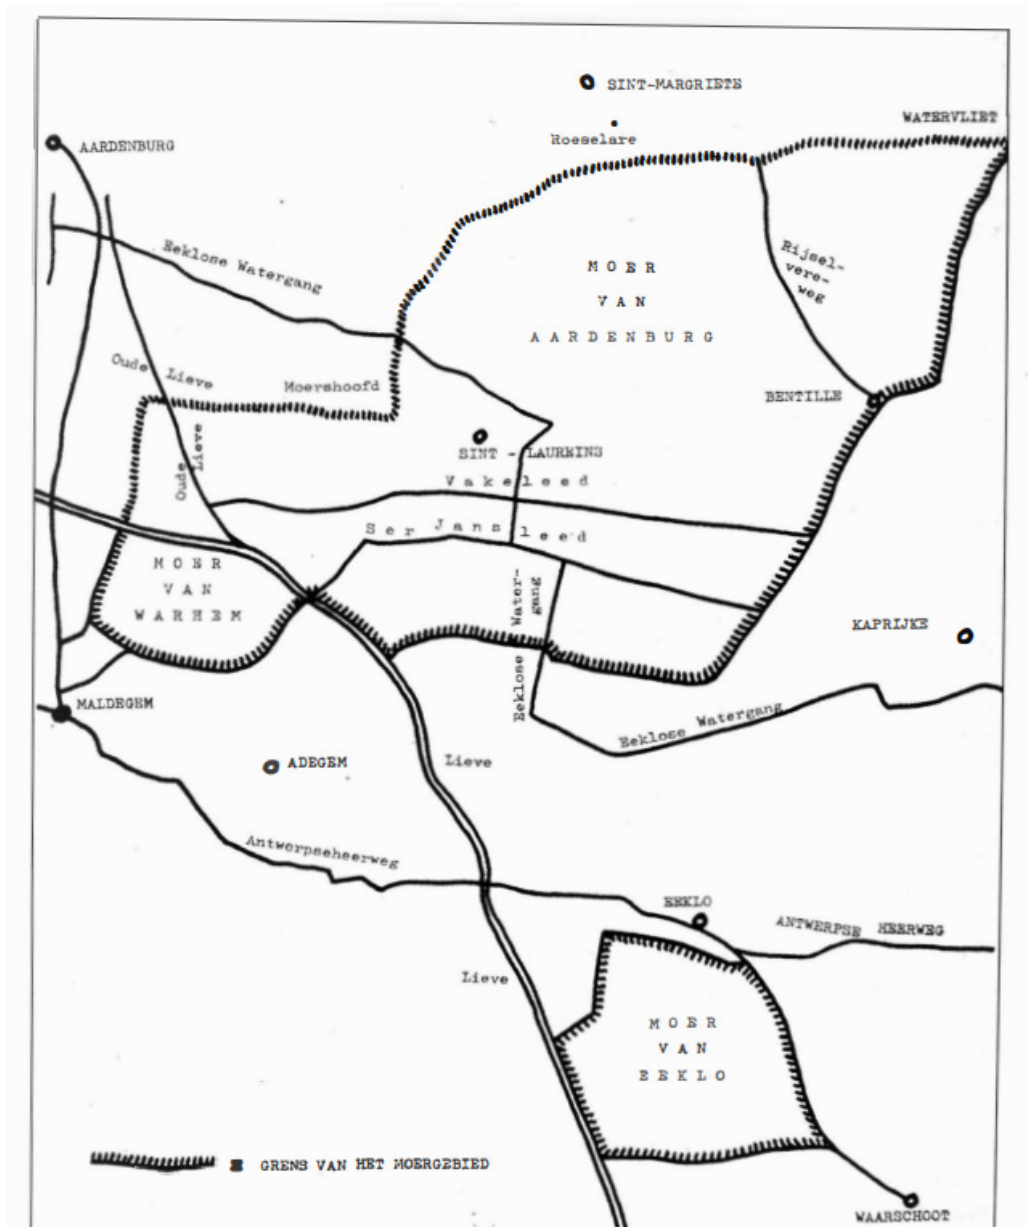 SINT-MARGRIETE
WATERVLIET
Roeselare
AARDENBURG
Eeklose Watergang
Rijsel-
vere-
weg
MOER
VAN
AARDENBURG
Oude Lieve
Moershoofd
BENTILLE
Oude
Lieve
SINT - LAUREINS
Vakeleed
Ser Jansleed
MOER
VAN
WARHEM
Eeklose Water-
gang
KAPRIJKE
MALDEGEM
Eeklose Watergang
ADEGEM
Lieve
Antworpseheerweg
EEKLO
ANTWERPSE HEERWEG
Lieve
MOER
VAN
EEKLO
= GRENS VAN HET MOERGEBIED
WAARSCHOOT